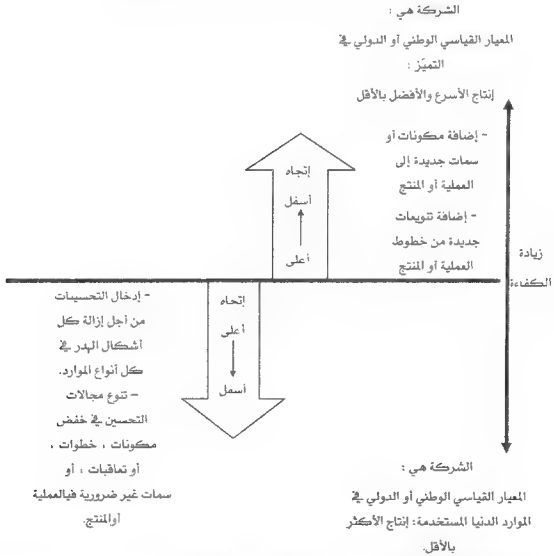 الشركة هي :
المعيار القياسي الوطني أو الدولي في
التميّز :
إنتاج الأسرع والأفضل بالأقل
- إضافة مكونات أو
سمات جديدة إلى
العملية أو المنتج
- إضافة تنويعات
جديدة من خطوط
العملية أو المنتج
إتجاه
أسفل
أعلى
زيادة
الكفاءة
إتجاه
أعلى
أسفل
- إدخال التحسينات
من أجل إزالة كل
أشكال الهدر في
كل أنواع الموارد.
- تنوع مجالات
التحسين في خفض
مكونات ، خطوات ،
أو تعاقبات ، أو
سمات غير ضرورية فيالعملية
أوالمنتج.
الشركة هي :
المعيار القياسي الوطني أو الدولي في
الموارد الدنيا المستخدمة: إنتاج الأكثر
بالأقل.